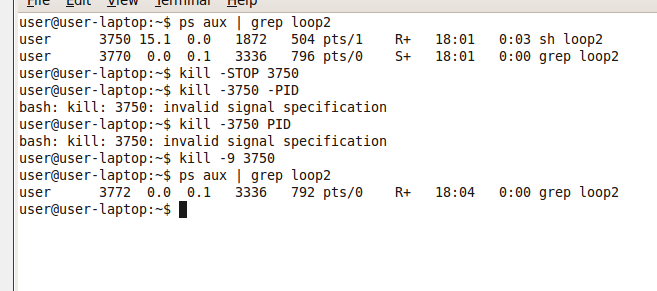 File Edit View Terminal Help
user@user-laptop:~$ ps aux | grep loop2
user 3750 15.1 0.0 1872 504 pts/1 R+ 18:01 0:03 sh loop2
user 3770 0.0 0.1 3336 796 pts/0 S+ 18:01 0:00 grep loop2
user@user-laptop:~$ kill -STOP 3750
user@user-laptop:~$ kill -3750 -PID
bash: kill: 3750: invalid signal specification
user@user-laptop:~$ kill -3750 PID
bash: kill: 3750: invalid signal specification
user@user-laptop:~$ kill -9 3750
user@user-laptop:~$ ps aux | grep loop2
user 3772 0.0 0.1 3336 792 pts/0 R+ 18:04 0:00 grep loop2
user@user-laptop:~$